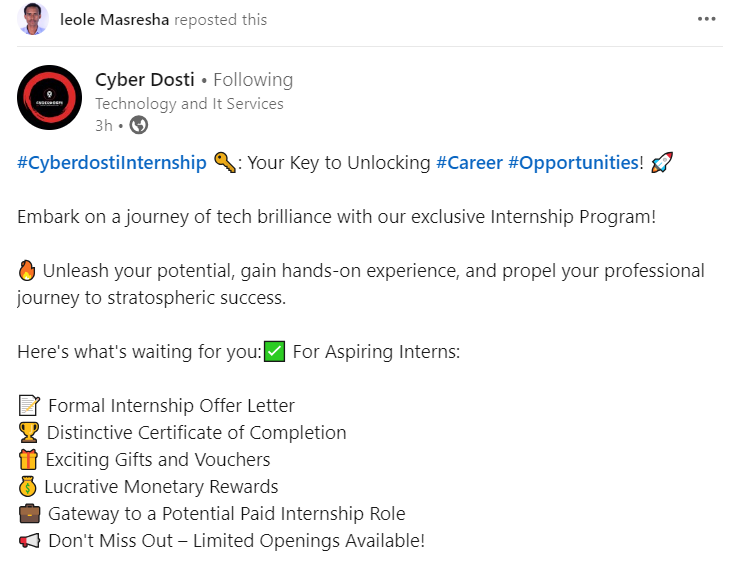 leole Masresha reposted this
Cyber Dosti • Following
Technology and It Services
3h •
#CyberdostiInternship 🔑: Your Key to Unlocking #Career #Opportunities! 🚀
Embark on a journey of tech brilliance with our exclusive Internship Program!
🔥 Unleash your potential, gain hands-on experience, and propel your professional
journey to stratospheric success.
Here's what's waiting for you:✅ For Aspiring Interns:
📝 Formal Internship Offer Letter
🏆 Distinctive Certificate of Completion
🎁 Exciting Gifts and Vouchers
💰 Lucrative Monetary Rewards
💼 Gateway to a Potential Paid Internship Role
📢 Don't Miss Out – Limited Openings Available!